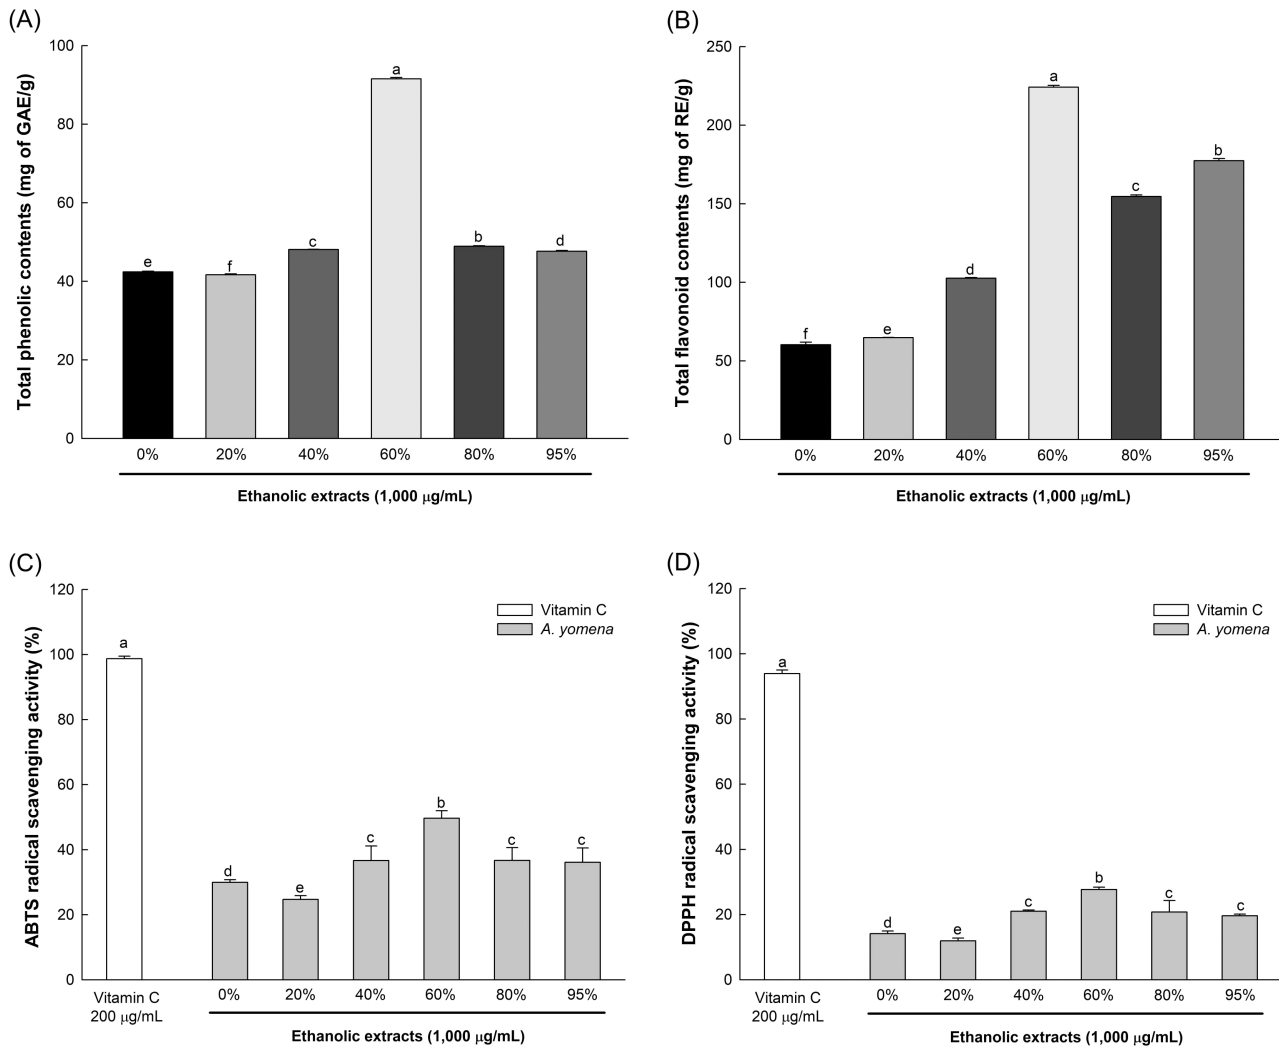 (A)
Total phenolic contents (mg of GAE/g)
100
80
60
40
20
0
e
f
c
a
b
d
0% 20% 40% 60% 80% 95%
Ethanolic extracts (1,000 μg/mL)
(B)
Total flavonoid contents (mg of RE/g)
250
200
150
100
50
0
f
e
d
a
c
b
0% 20% 40% 60% 80% 95%
Ethanolic extracts (1,000 μg/mL)
(C)
ABTS radical scavenging activity (%)
120
100
80
60
40
20
0
Vitamin C
A. yomena
a
d
e
c
b
c
c
Vitamin C
200 μg/mL
0% 20% 40% 60% 80% 95%
Ethanolic extracts (1,000 μg/mL)
(D)
DPPH radical scavenging activity (%)
120
100
80
60
40
20
0
Vitamin C
A. yomena
a
d
e
c
b
c
c
Vitamin C
200 μg/mL
0% 20% 40% 60% 80% 95%
Ethanolic extracts (1,000 μg/mL)